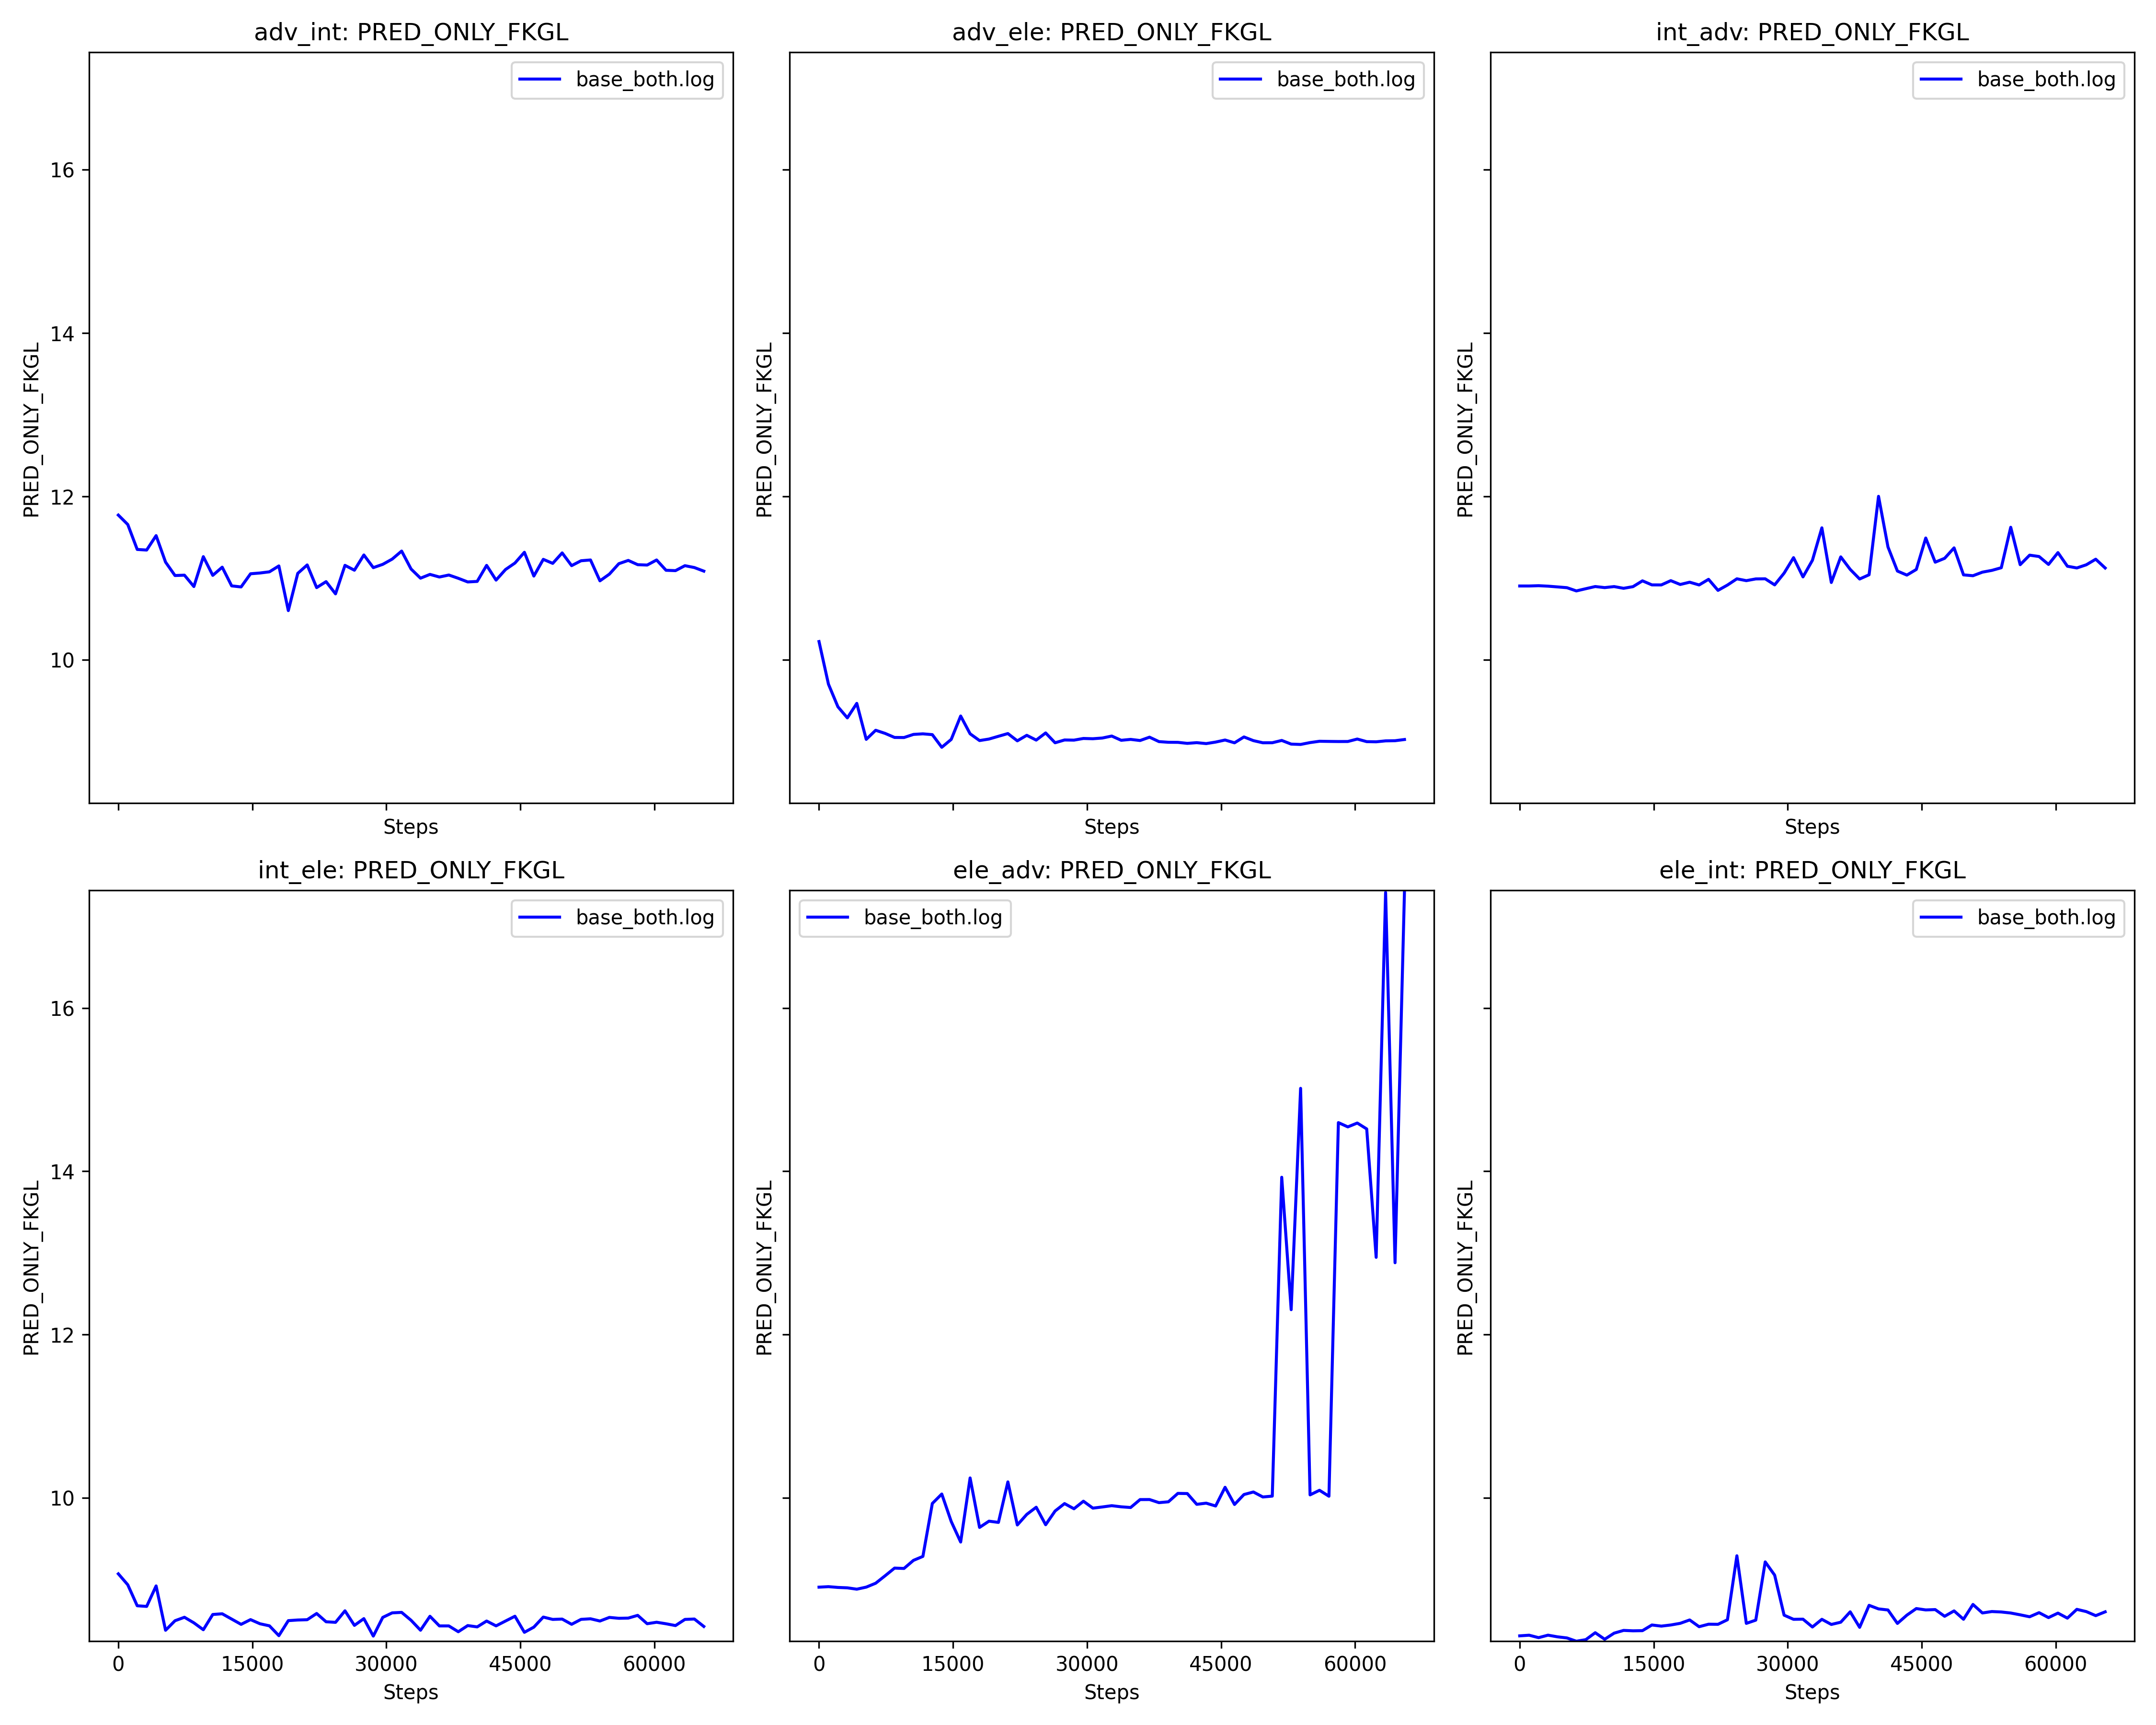 adv_int: PRED_ONLY_FKGL
adv_ele: PRED_ONLY_FKGL
int_adv: PRED_ONLY_FKGL
base_both.log
base_both.log
base_both.log
16
14
12
10
PRED_ONLY_FKGL
PRED_ONLY_FKGL
PRED_ONLY_FKGL
Steps
Steps
Steps
int_ele: PRED_ONLY_FKGL
ele_adv: PRED_ONLY_FKGL
ele_int: PRED_ONLY_FKGL
base_both.log
base_both.log
base_both.log
16
14
12
10
PRED_ONLY_FKGL
PRED_ONLY_FKGL
PRED_ONLY_FKGL
0 15000 30000 45000 60000
0 15000 30000 45000 60000
0 15000 30000 45000 60000
Steps
Steps
Steps